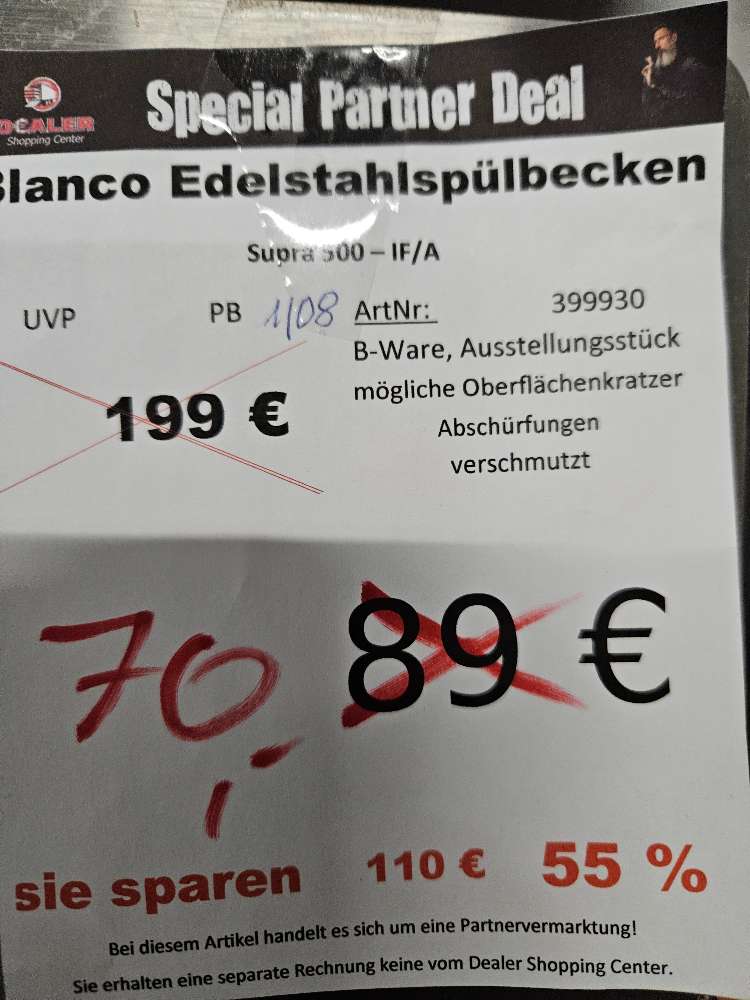 DEALER
Shopping Center
Special Partner Deal
Blanco Edelstahlspülbecken
Supra 500 – IF/A
UVP PB 1/08 ArtNr: 399930
B-Ware, Ausstellungsstück
mögliche Oberflächenkratzer
199 €
Abschürfungen
verschmutzt
70,- 89 €
sie sparen 110 € 55 %
Bei diesem Artikel handelt es sich um eine Partnervermarktung!
Sie erhalten eine separate Rechnung keine vom Dealer Shopping Center.